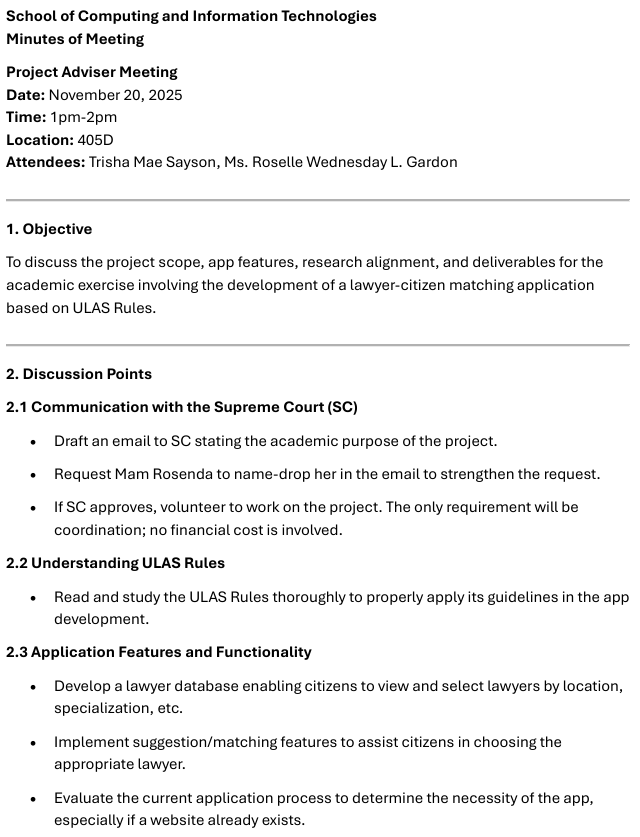 School of Computing and Information Technologies
Minutes of Meeting
Project Adviser Meeting
Date: November 20, 2025
Time: 1pm-2pm
Location: 405D
Attendees: Trisha Mae Sayson, Ms. Roselle Wednesday L. Gardon
1. Objective
To discuss the project scope, app features, research alignment, and deliverables for the
academic exercise involving the development of a lawyer-citizen matching application
based on ULAS Rules.
2. Discussion Points
2.1 Communication with the Supreme Court (SC)
• Draft an email to SC stating the academic purpose of the project.
• Request Mam Rosenda to name-drop her in the email to strengthen the request.
• If SC approves, volunteer to work on the project. The only requirement will be
coordination; no financial cost is involved.
2.2 Understanding ULAS Rules
• Read and study the ULAS Rules thoroughly to properly apply its guidelines in the app
development.
2.3 Application Features and Functionality
• Develop a lawyer database enabling citizens to view and select lawyers by location,
specialization, etc.
• Implement suggestion/matching features to assist citizens in choosing the
appropriate lawyer.
• Evaluate the current application process to determine the necessity of the app,
especially if a website already exists.